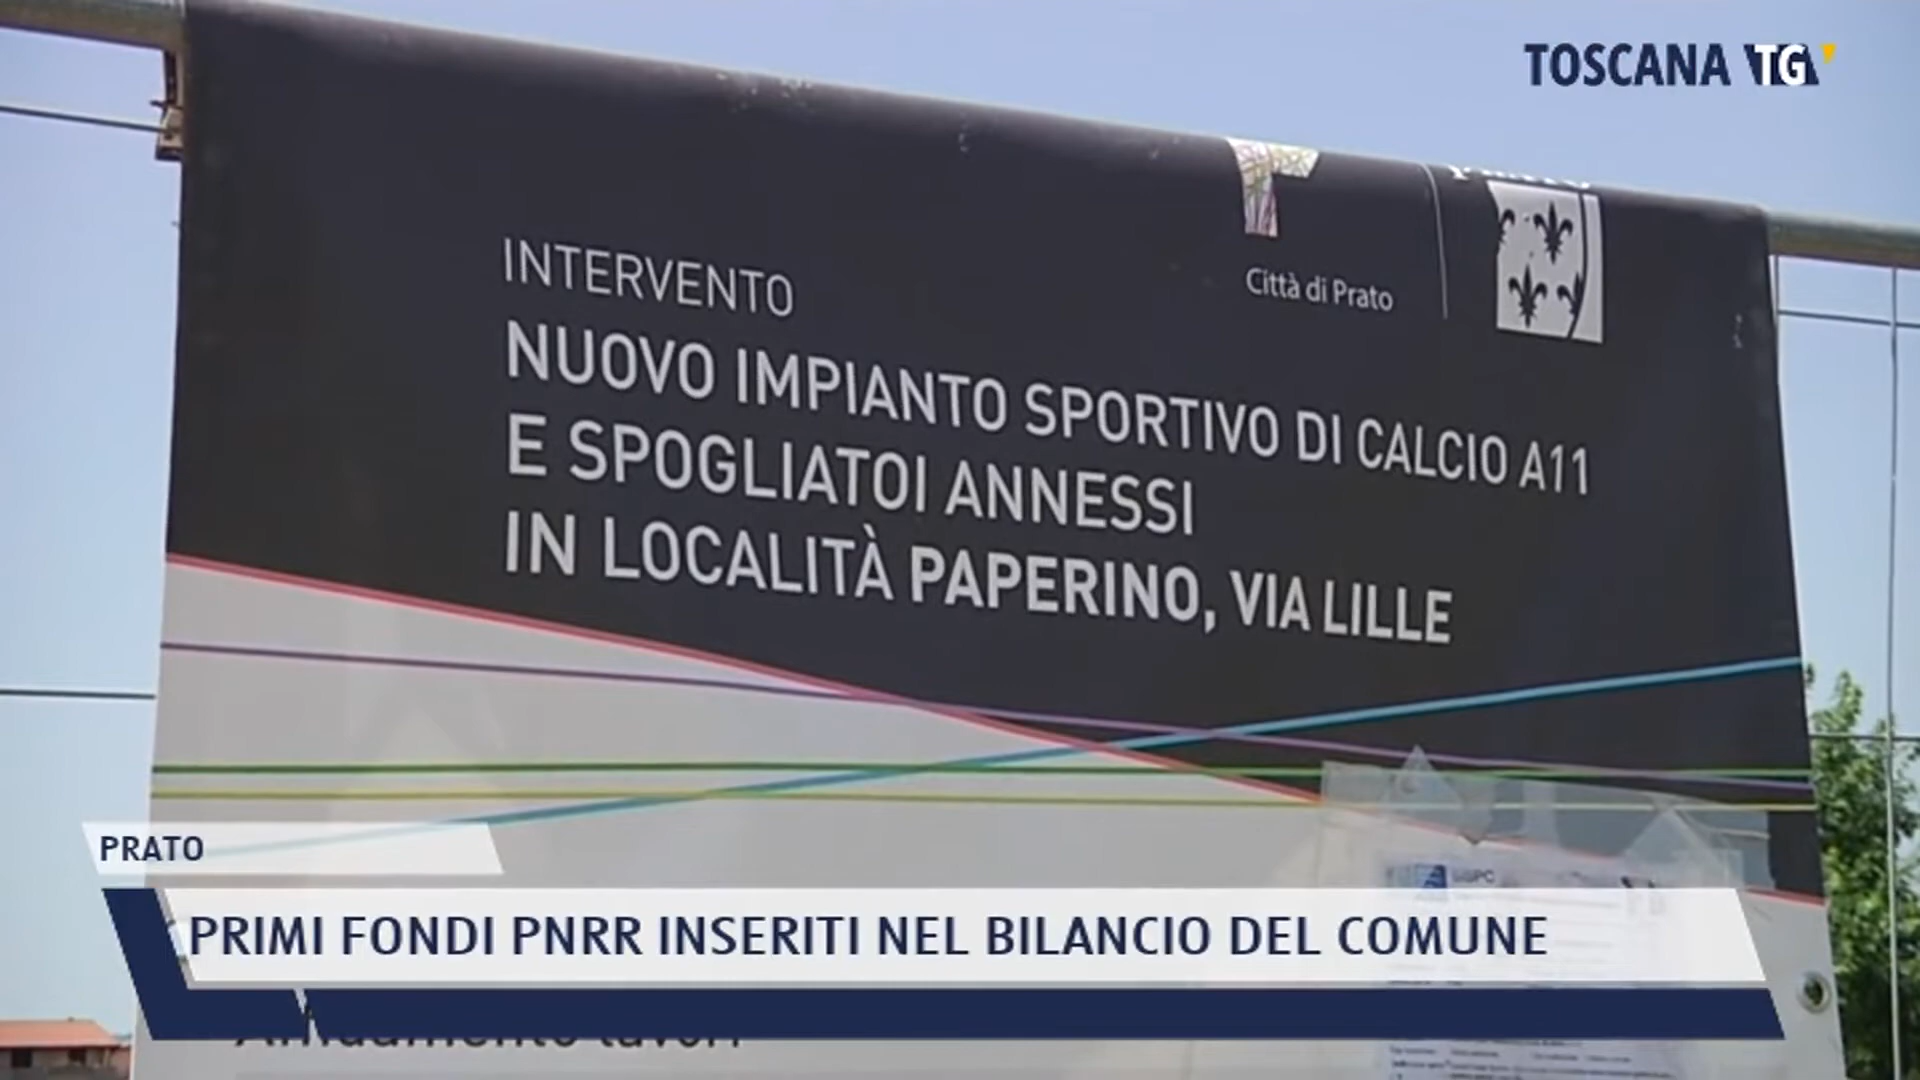 TOSCANA TG
Città di Prato
INTERVENTO
NUOVO IMPIANTO SPORTIVO DI CALCIO A11
E SPOGLIATOI ANNESSI
IN LOCALITÀ PAPERINO, VIA LILLE
PRATO
PRIMI FONDI PNRR INSERITI NEL BILANCIO DEL COMUNE